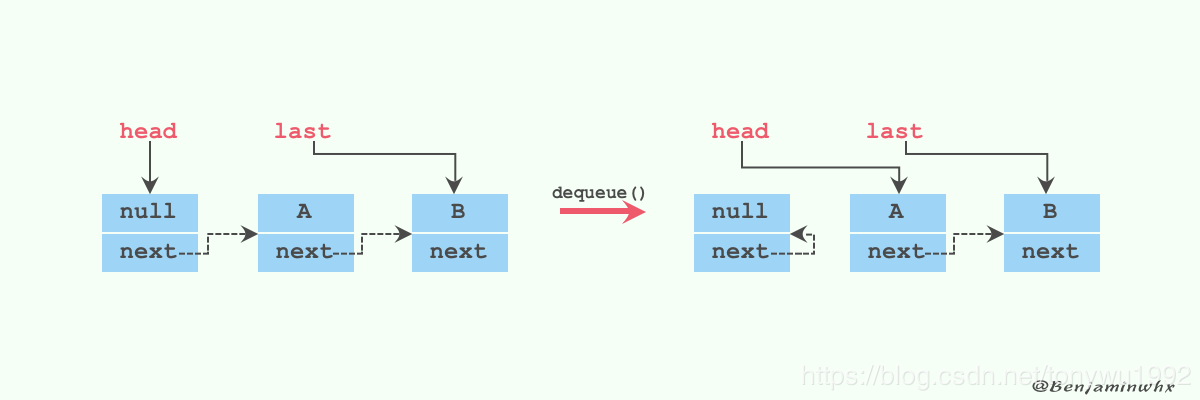 head last
null A B
next next next
dequeue()
head last
null A B
next next next
https://blog.csdn.net/tonywu1992
@Benjaminwhx